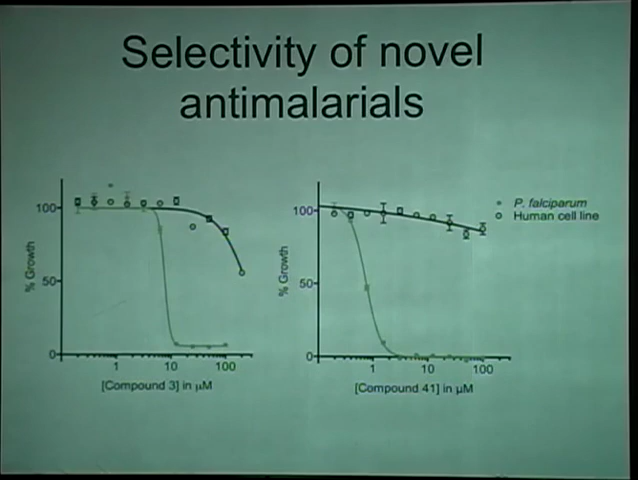 Selectivity of novel
antimalarials
100
50
0
% Growth
1
10
100
[Compound 3] in µM
100
50
0
% Growth
1
10
100
[Compound 41] in µM
P. falciparum
Human cell line